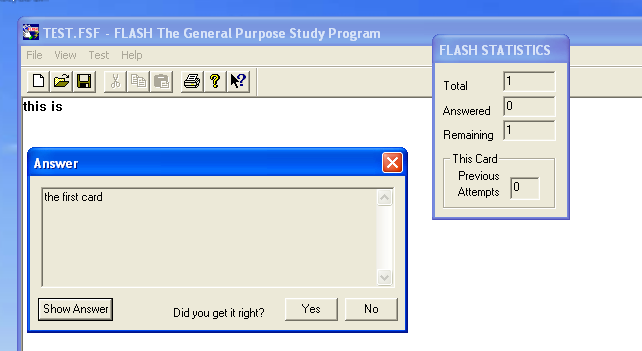 TEST.FSF - FLASH The General Purpose Study Program
File View Test Help
this is
FLASH STATISTICS
Total 1
Answered 0
Remaining 1
This Card
Previous
Attempts 0
Answer
the first card
Show Answer
Did you get it right?
Yes
No